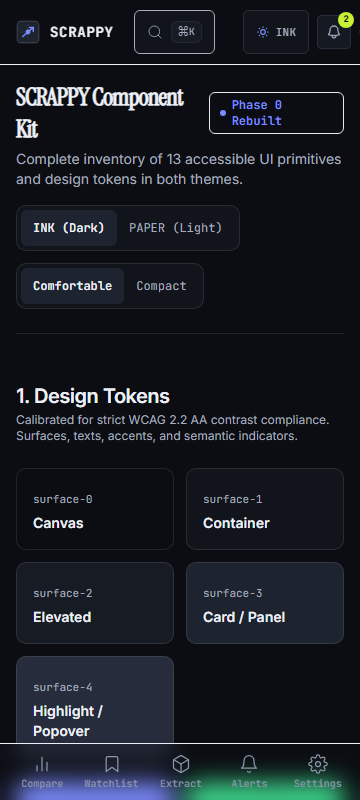 SCRAPPY
⌘K
INK
2
SCRAPPY Component
Kit
Phase 0
Rebuilt
Complete inventory of 13 accessible UI primitives
and design tokens in both themes.
INK (Dark)
PAPER (Light)
Comfortable
Compact
1. Design Tokens
Calibrated for strict WCAG 2.2 AA contrast compliance.
Surfaces, texts, accents, and semantic indicators.
surface-0
Canvas
surface-1
Container
surface-2
Elevated
surface-3
Card / Panel
surface-4
Highlight /
Popover
Compare
Watchlist
Extract
Alerts
Settings